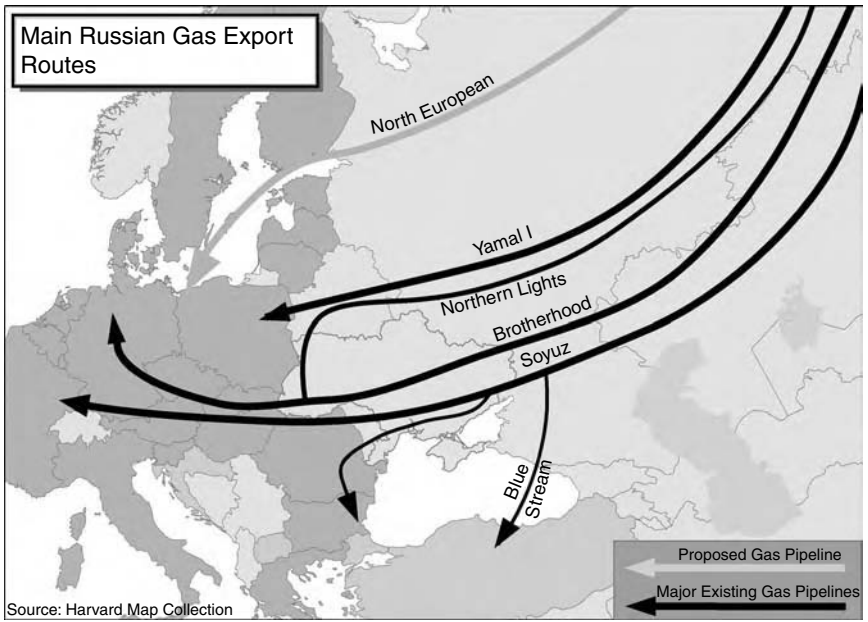 Main Russian Gas Export
Routes
North European
Yamal I
Northern Lights
Brotherhood
Soyuz
Blue
Stream
Proposed Gas Pipeline
Major Existing Gas Pipelines
Source: Harvard Map Collection